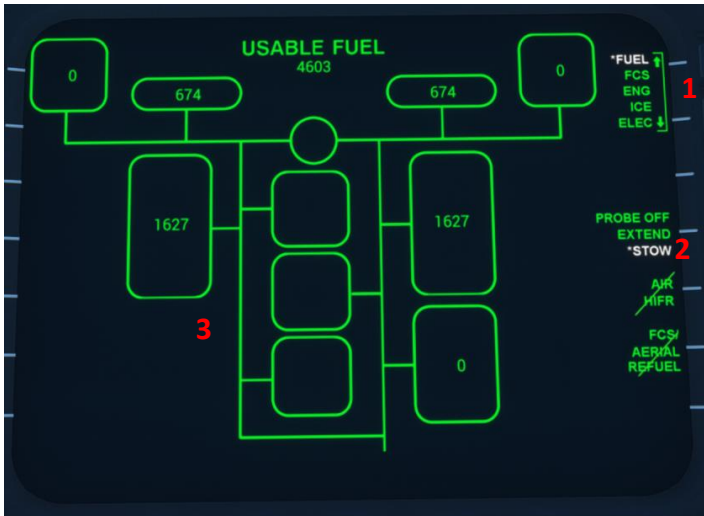 USABLE FUEL
4603
0
674
674
0
1627
1627
0
*FUEL
FCS
ENG
ICE
ELEC
1
PROBE OFF
EXTEND
*STOW
2
AIR
HIFR
FCS/
AERIAL
REFUEL
3